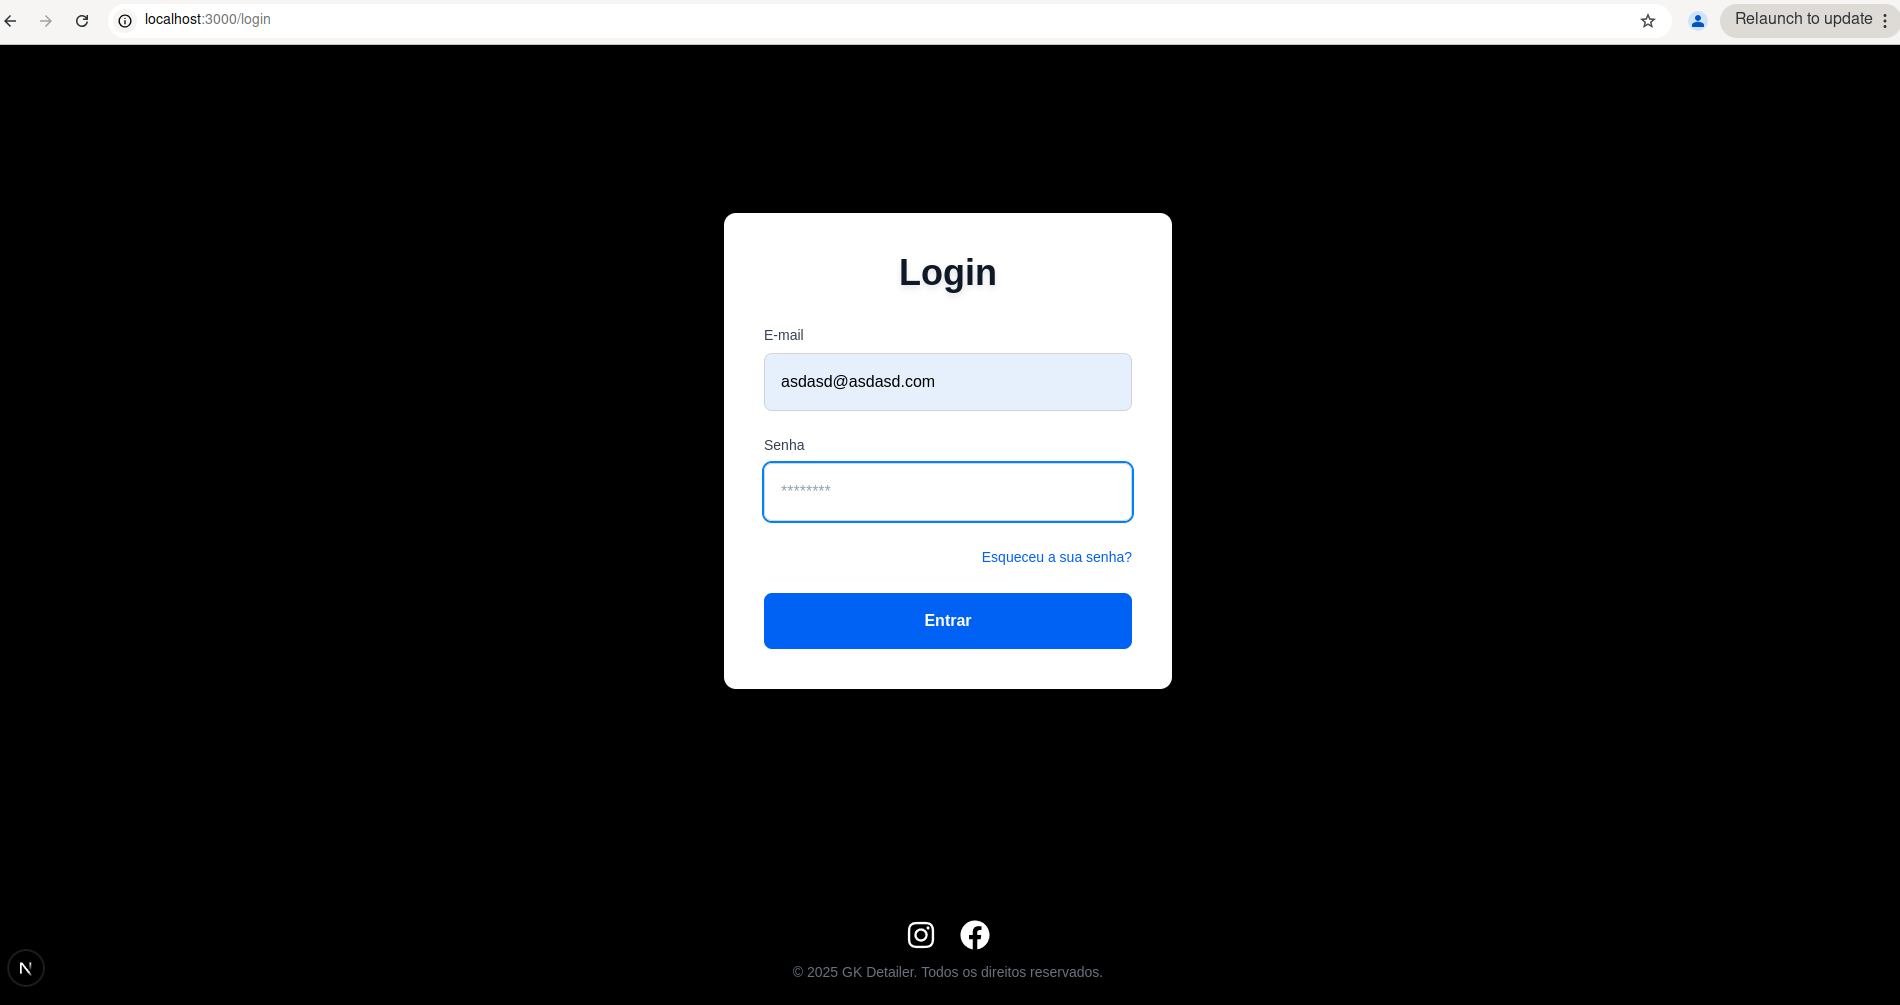 localhost:3000/login
Relaunch to update
Login
E-mail
asdasd@asdasd.com
Senha
********
Esqueceu a sua senha?
Entrar
N
© 2025 GK Detailer. Todos os direitos reservados.